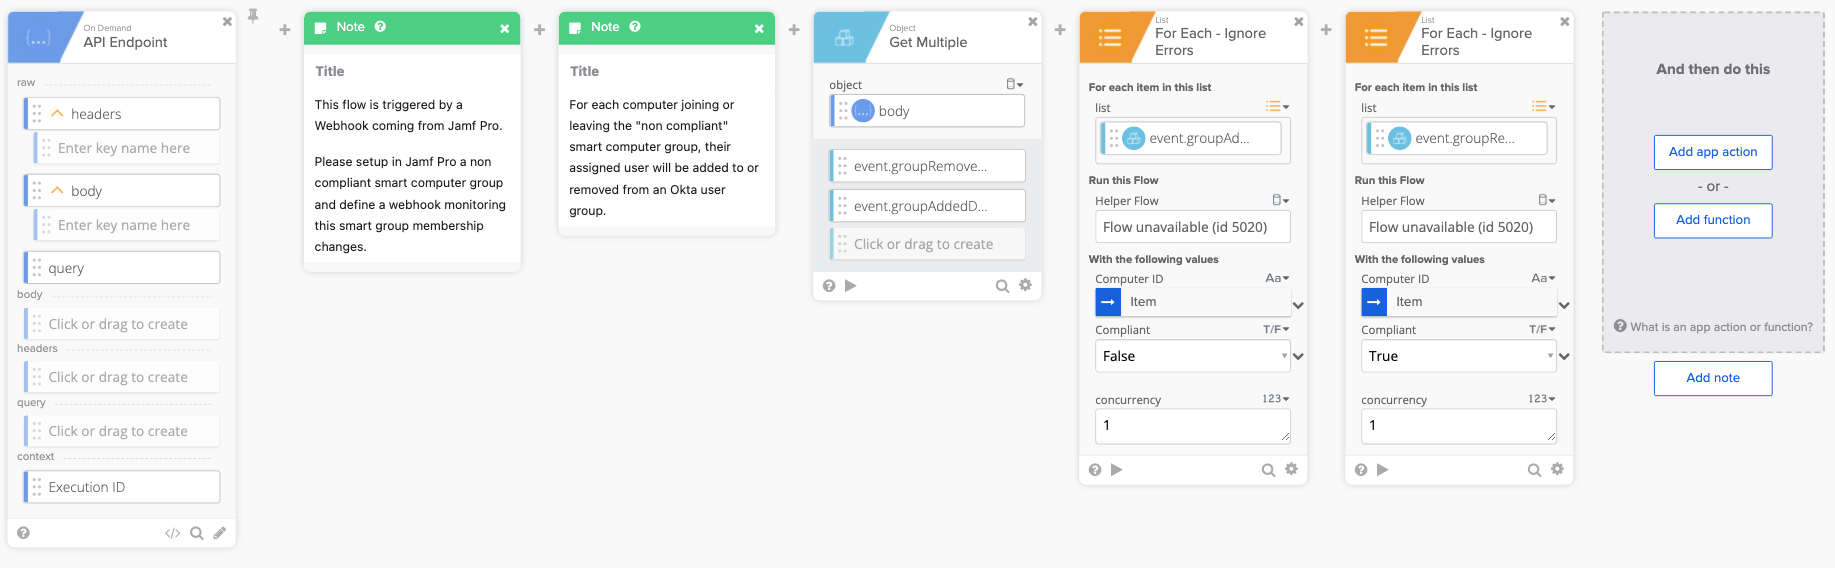 On Demand
API Endpoint
raw
headers
Enter key name here
body
Enter key name here
query
body
Click or drag to create
headers
Click or drag to create
query
Click or drag to create
context
Execution ID
Note
Title
This flow is triggered by a
Webhook coming from Jamf Pro.
Please setup in Jamf Pro a non
compliant smart computer group
and define a webhook monitoring
this smart group membership
changes.
Note
Title
For each computer joining or
leaving the "non compliant"
smart computer group, their
assigned user will be added to or
removed from an Okta user
group.
Object
Get Multiple
object
body
event.groupRemove...
event.groupAddedD...
Click or drag to create
List
For Each - Ignore
Errors
For each item in this list
list
event.groupAd...
Run this Flow
Helper Flow
Flow unavailable (id 5020)
With the following values
Computer ID Aa
Item
Compliant T/F
False
concurrency 123
1
List
For Each - Ignore
Errors
For each item in this list
list
event.groupRe...
Run this Flow
Helper Flow
Flow unavailable (id 5020)
With the following values
Computer ID Aa
Item
Compliant T/F
True
concurrency 123
1
And then do this
Add app action
- or -
Add function
What is an app action or function?
Add note